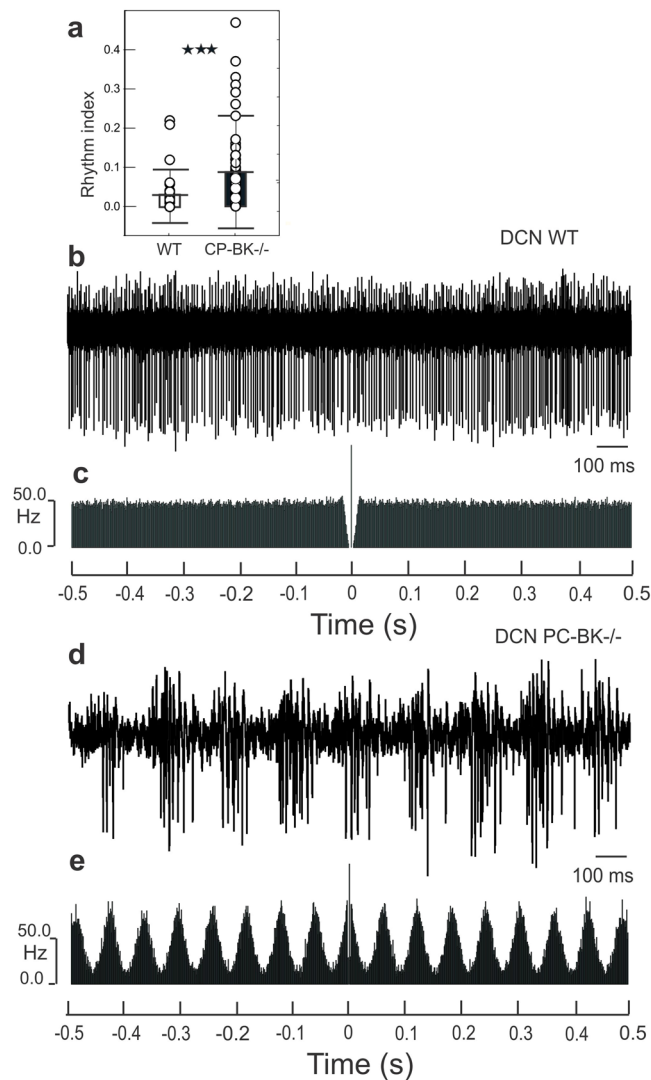 a
Rhythm index
0.4
0.3
0.2
0.1
0.0
★★★
WT CP-BK-/-
b
DCN WT
100 ms
c
50.0
Hz
0.0
-0.5 -0.4 -0.3 -0.2 -0.1 0 0.1 0.2 0.3 0.4 0.5
Time (s)
DCN PC-BK-/-
d
100 ms
e
50.0
Hz
0.0
-0.5 -0.4 -0.3 -0.2 -0.1 0 0.1 0.2 0.3 0.4 0.5
Time (s)